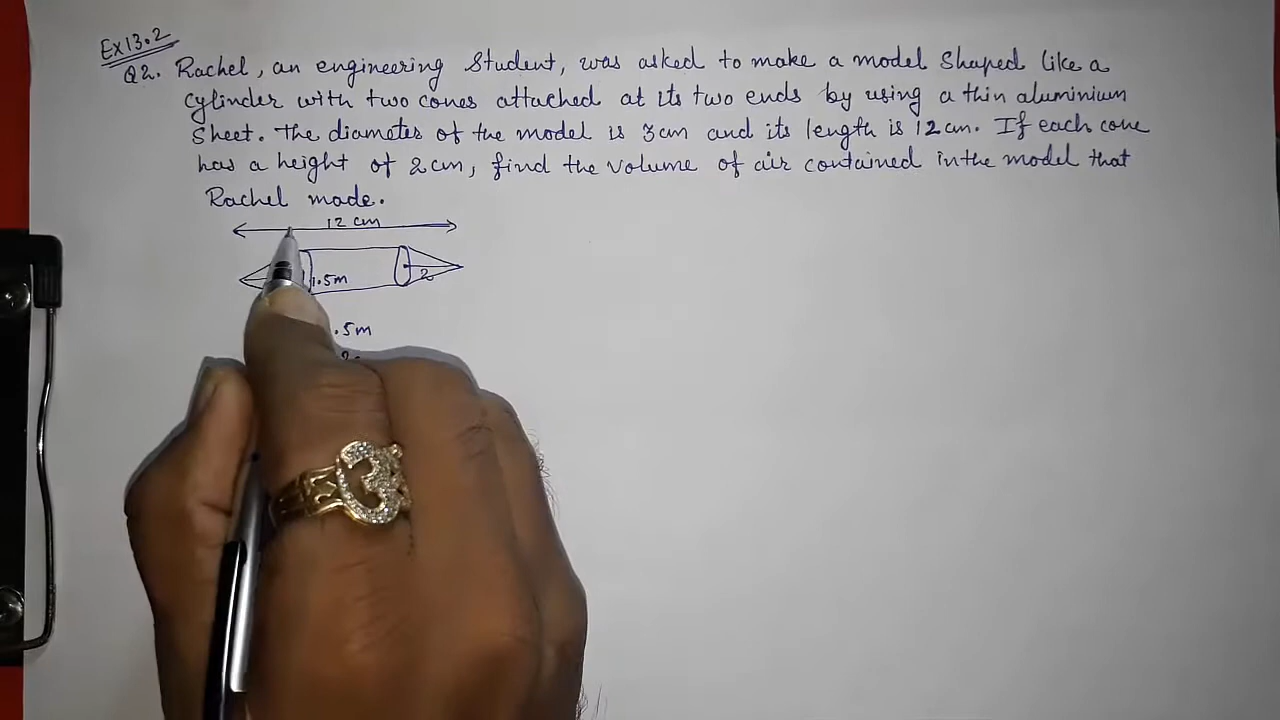 Ex 13.2
Q2. Rachel, an engineering Student, was asked to make a model Shaped like a
Cylinder with two cones attached at its two ends by using a thin aluminium
Sheet. The diameter of the model is 3cm and its length is 12cm. If each cone
has a height of 2cm, find the volume of air contained in the model that
Rachel made.
12 cm
1.5m
2
.5m